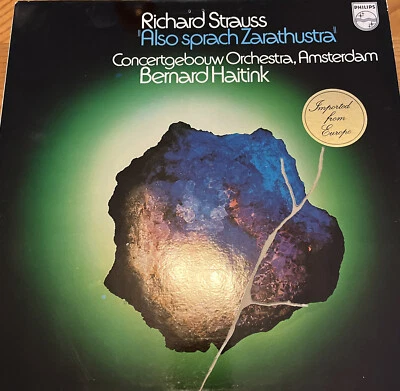 Richard Strauss
'Also sprach Zarathustra'
Concertgebouw Orchestra, Amsterdam
Bernard Haitink
PHILIPS
Imported
from
Europe